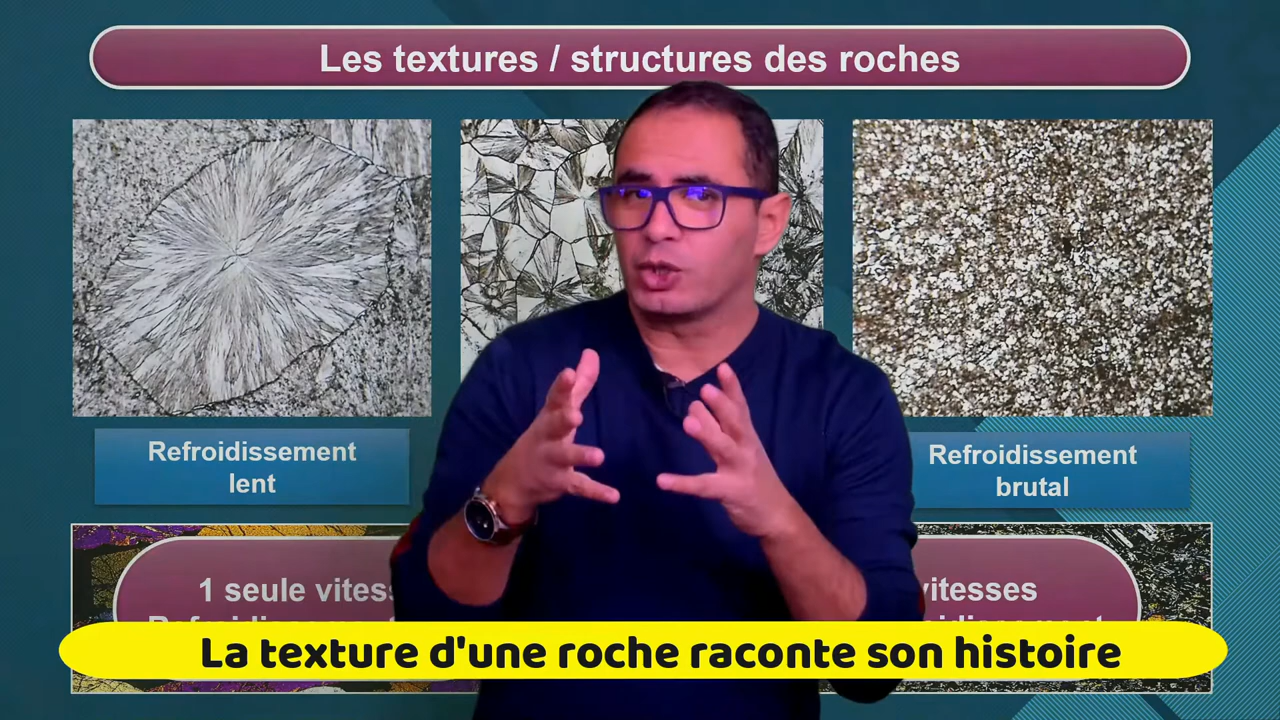 Les textures / structures des roches
Refroidissement
lent
Refroidissement
brutal
1 seule
vitesses
La texture d'une roche raconte son histoire